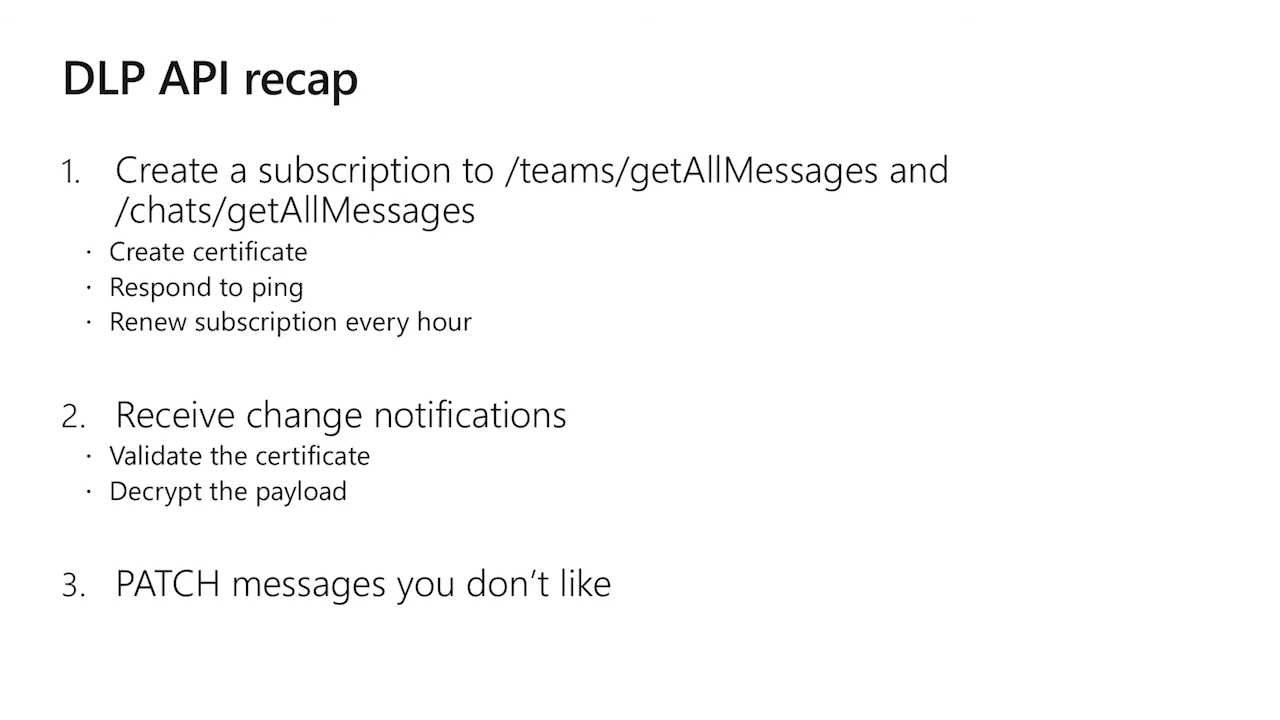 DLP API recap
1. Create a subscription to /teams/getAllMessages and
/chats/getAllMessages
· Create certificate
· Respond to ping
· Renew subscription every hour
2. Receive change notifications
· Validate the certificate
· Decrypt the payload
3. PATCH messages you don’t like